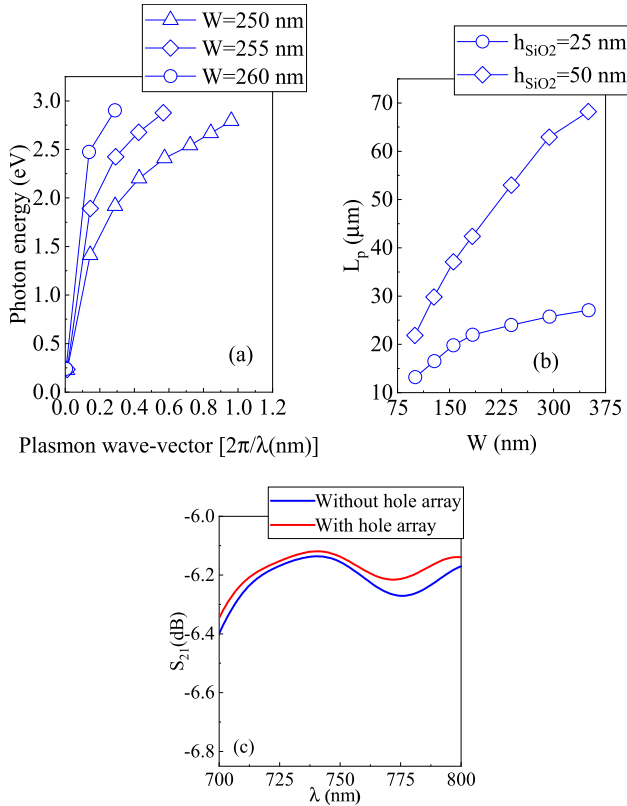 W=250 nm
W=255 nm
W=260 nm
3.0
2.5
2.0
1.5
1.0
0.5
0.25
0.0
Photon energy (eV)
(a)
0.0 0.2 0.4 0.6 0.8 1.0 1.2
Plasmon wave-vector [2π/λ(nm)]
h_SiO2=25 nm
h_SiO2=50 nm
70
60
50
40
30
20
10
L_p (μm)
(b)
75 150 225 300 375
W (nm)
Without hole array
With hole array
-6.0
-6.2
-6.4
-6.6
-6.8
S_21(dB)
(c)
700 725 750 775 800
λ (nm)